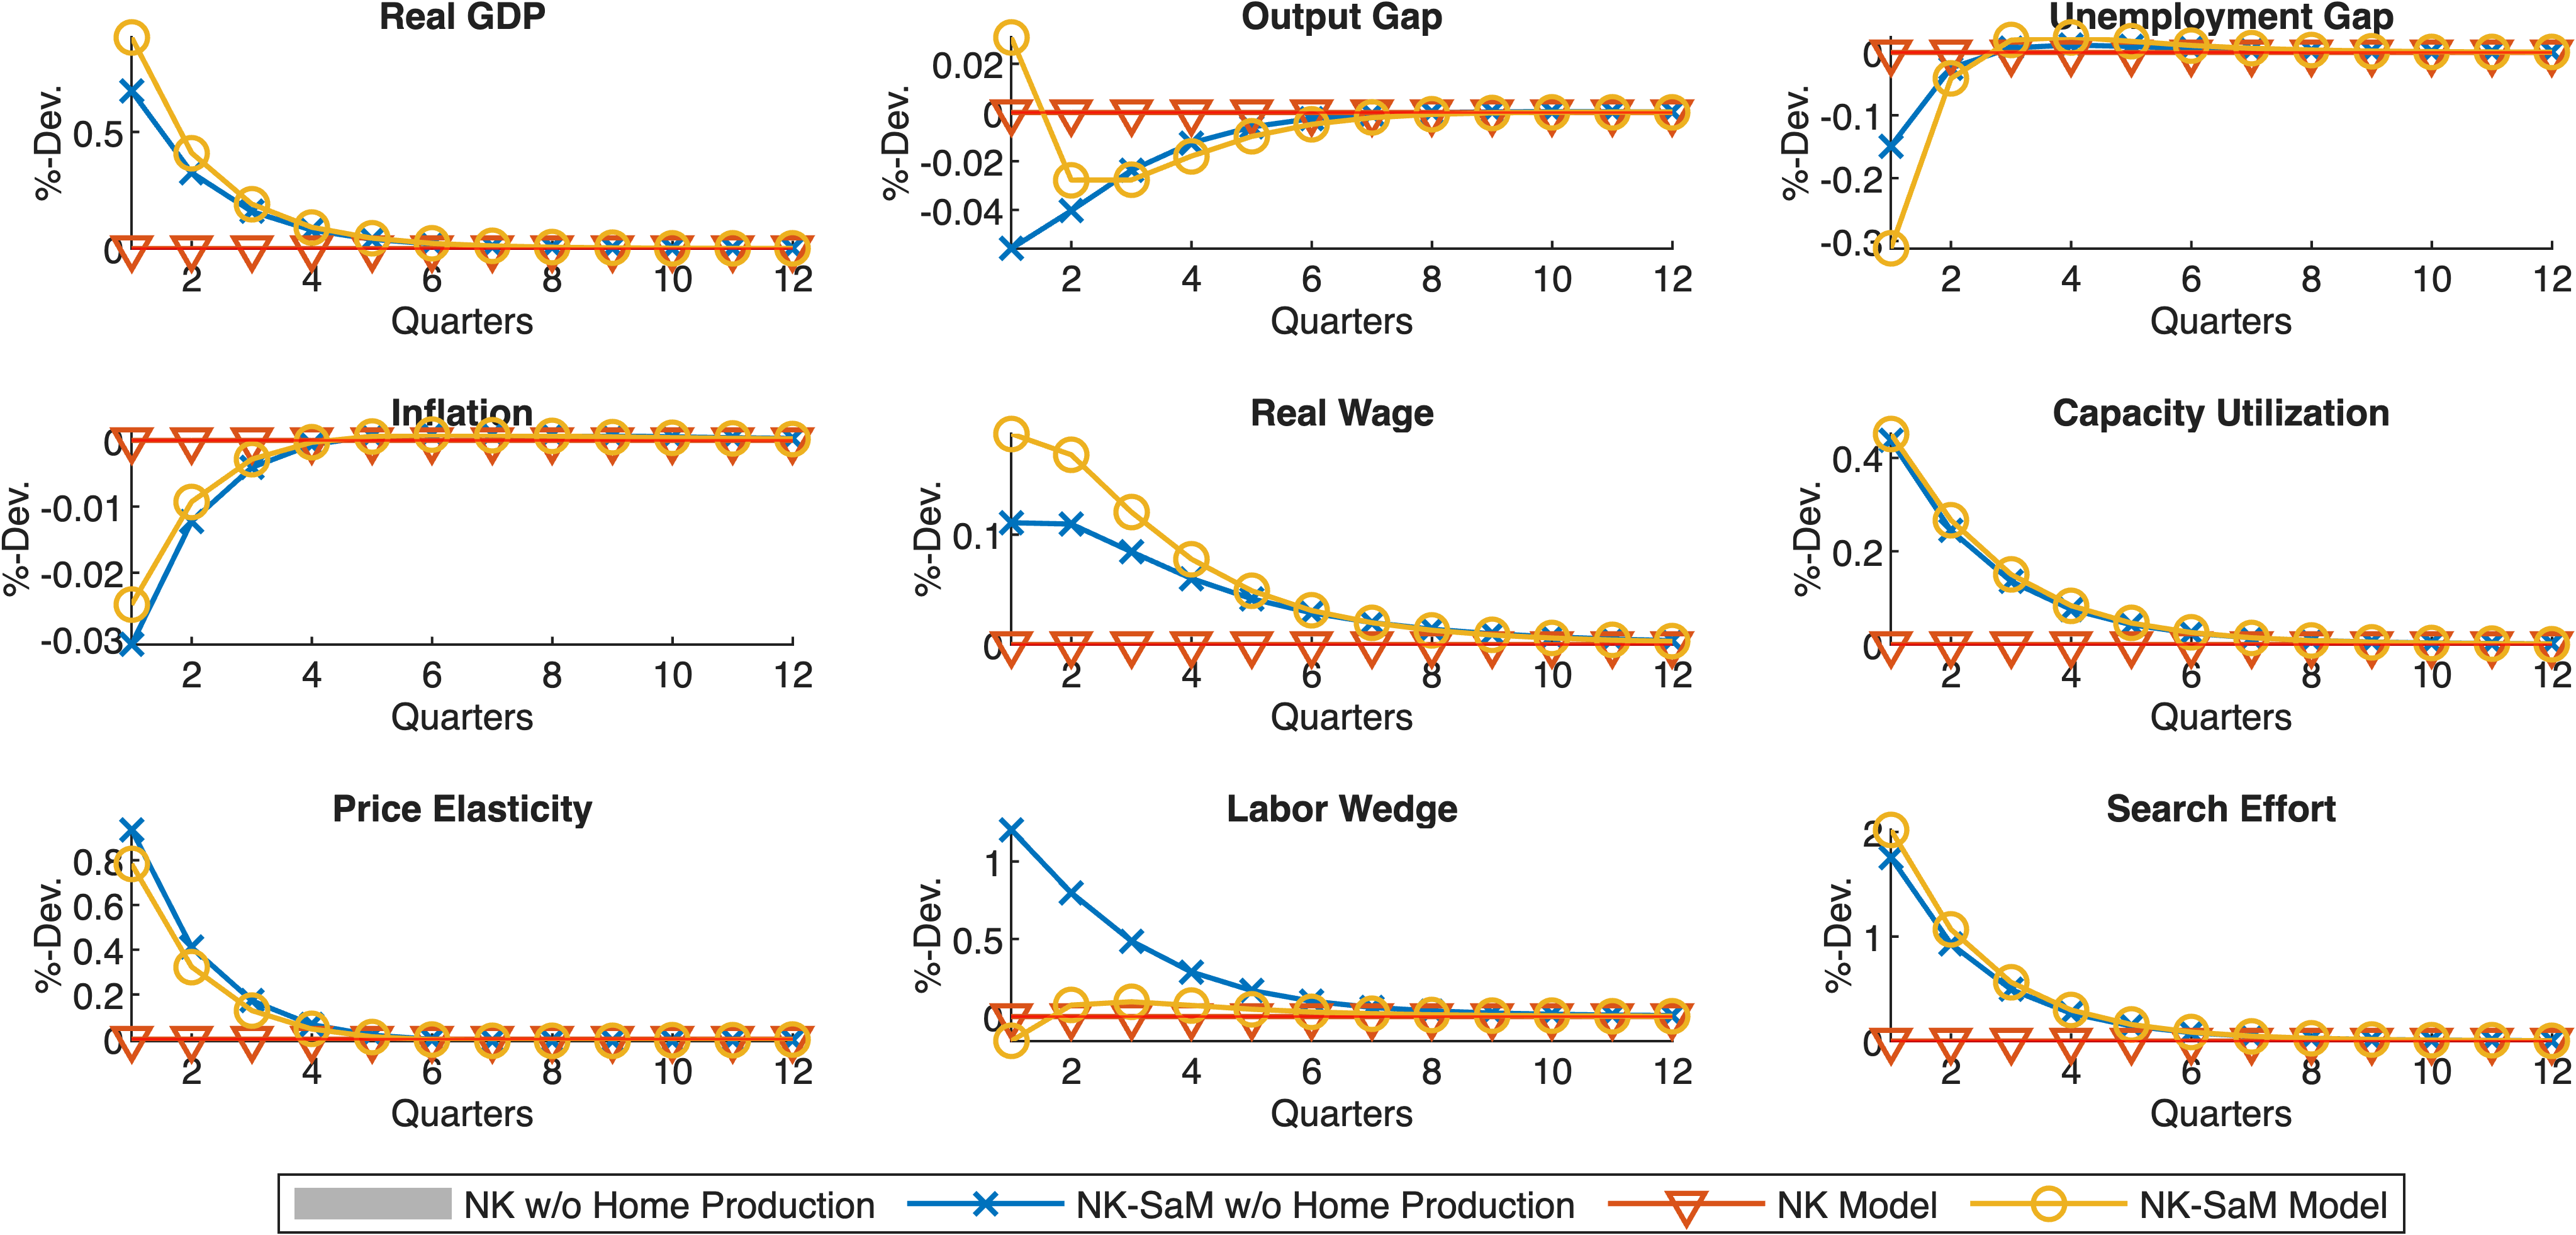 Real GDP
%-Dev.
0.5
0
2 4 6 8 10 12
Quarters
Output Gap
%-Dev.
0.02
0
-0.02
-0.04
2 4 6 8 10 12
Quarters
Unemployment Gap
%-Dev.
0
-0.1
-0.2
-0.3
2 4 6 8 10 12
Quarters
Inflation
%-Dev.
0
-0.01
-0.02
-0.03
2 4 6 8 10 12
Quarters
Real Wage
%-Dev.
0.1
0
2 4 6 8 10 12
Quarters
Capacity Utilization
%-Dev.
0.4
0.2
0
2 4 6 8 10 12
Quarters
Price Elasticity
%-Dev.
0.8
0.6
0.4
0.2
0
2 4 6 8 10 12
Quarters
Labor Wedge
%-Dev.
1
0.5
0
2 4 6 8 10 12
Quarters
Search Effort
%-Dev.
2
1
0
2 4 6 8 10 12
Quarters
NK w/o Home Production NK-SaM w/o Home Production NK Model NK-SaM Model